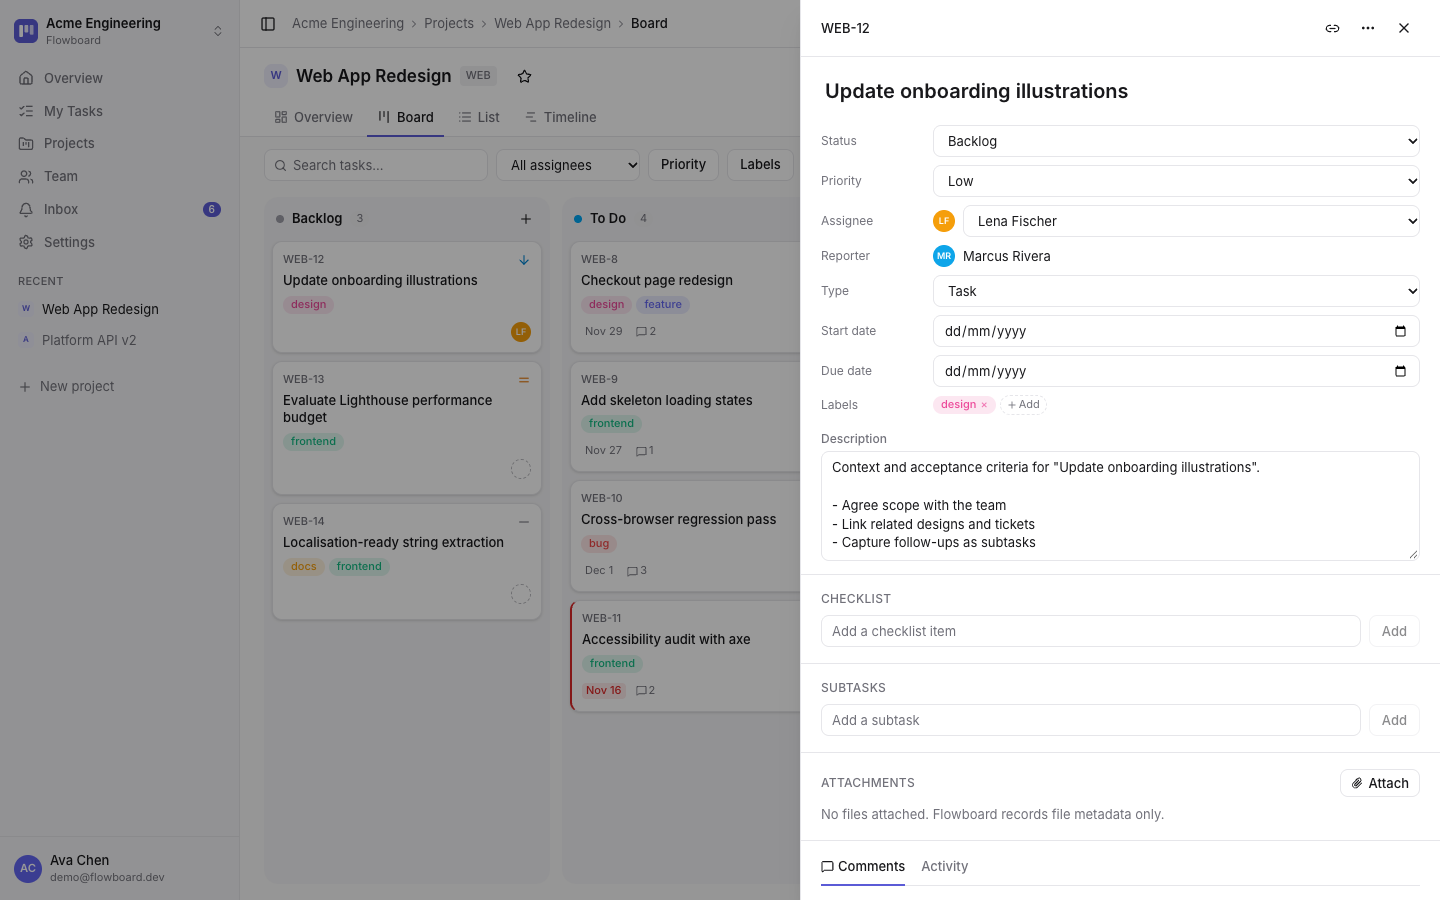 Acme Engineering
Flowboard
Overview
My Tasks
Projects
Team
Inbox
6
Settings
RECENT
W
Web App Redesign
A
Platform API v2
New project
AC
Ava Chen
demo@flowboard.dev
Acme Engineering
Projects
Web App Redesign
Board
W
Web App Redesign
WEB
Overview
Board
List
Timeline
Search tasks...
All assignees
Priority
Labels
Backlog 3
WEB-12
Update onboarding illustrations
design
LF
WEB-13
Evaluate Lighthouse performance
budget
frontend
WEB-14
Localisation-ready string extraction
docs frontend
To Do 4
WEB-8
Checkout page redesign
design feature
Nov 29 2
WEB-9
Add skeleton loading states
frontend
Nov 27 1
WEB-10
Cross-browser regression pass
bug
Dec 1 3
WEB-11
Accessibility audit with axe
frontend
Nov 16 2
WEB-12
Update onboarding illustrations
Status Backlog
Priority Low
Assignee LF Lena Fischer
Reporter MR Marcus Rivera
Type Task
Start date dd/mm/yyyy
Due date dd/mm/yyyy
Labels design × + Add
Description
Context and acceptance criteria for "Update onboarding illustrations".
- Agree scope with the team
- Link related designs and tickets
- Capture follow-ups as subtasks
CHECKLIST
Add a checklist item Add
SUBTASKS
Add a subtask Add
ATTACHMENTS Attach
No files attached. Flowboard records file metadata only.
Comments Activity